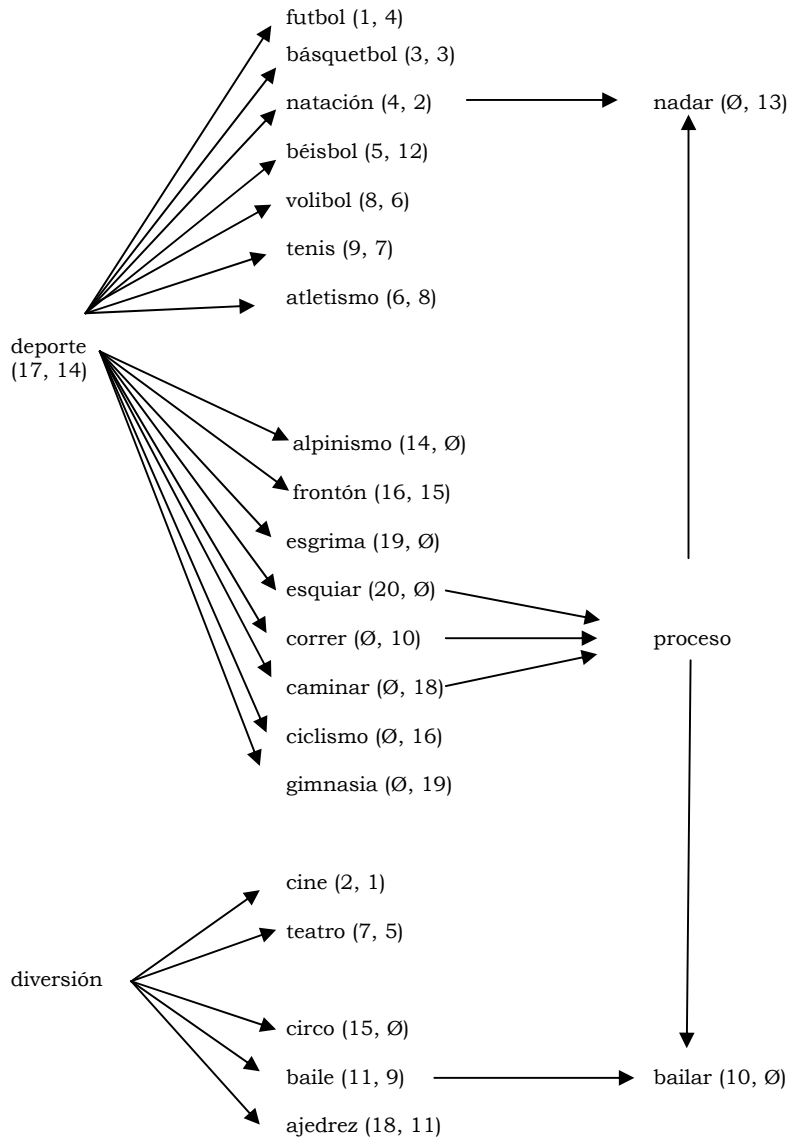 futbol (1, 4)
básquetbol (3, 3)
natación (4, 2)
nadar (Ø, 13)
béisbol (5, 12)
volibol (8, 6)
tenis (9, 7)
atletismo (6, 8)
deporte
(17, 14)
alpinismo (14, Ø)
frontón (16, 15)
esgrima (19, Ø)
esquiar (20, Ø)
correr (Ø, 10)
proceso
caminar (Ø, 18)
ciclismo (Ø, 16)
gimnasia (Ø, 19)
cine (2, 1)
teatro (7, 5)
diversión
circo (15, Ø)
baile (11, 9)
bailar (10, Ø)
ajedrez (18, 11)